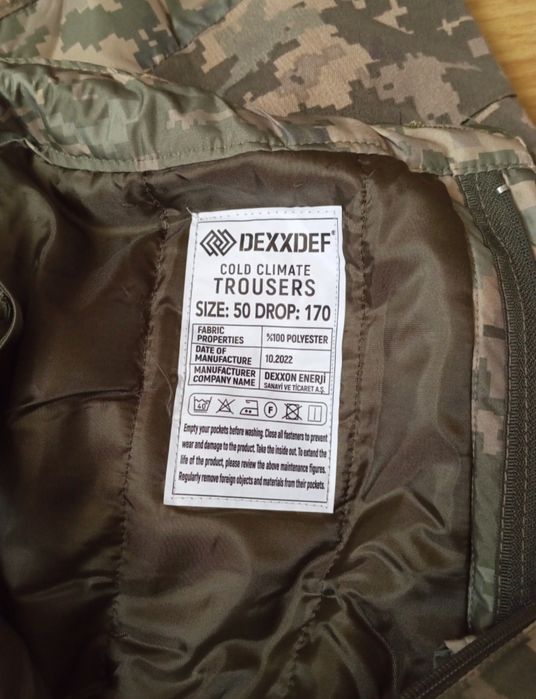 DEXXDEF
COLD CLIMATE
TROUSERS
SIZE: 50 DROP: 170
FABRIC PROPERTIES %100 POLYESTER
DATE OF MANUFACTURE 10.2022
MANUFACTURER COMPANY NAME DEXXON ENERJİ SANAYİ VE TİCARET A.Ş.
40 F
Empty your pockets before washing. Close all fasteners to prevent
wear and damage to the product. Take the inside out. To extend the
life of the product, please review the above maintenance figures.
Regularly remove foreign objects and materials from their pockets.